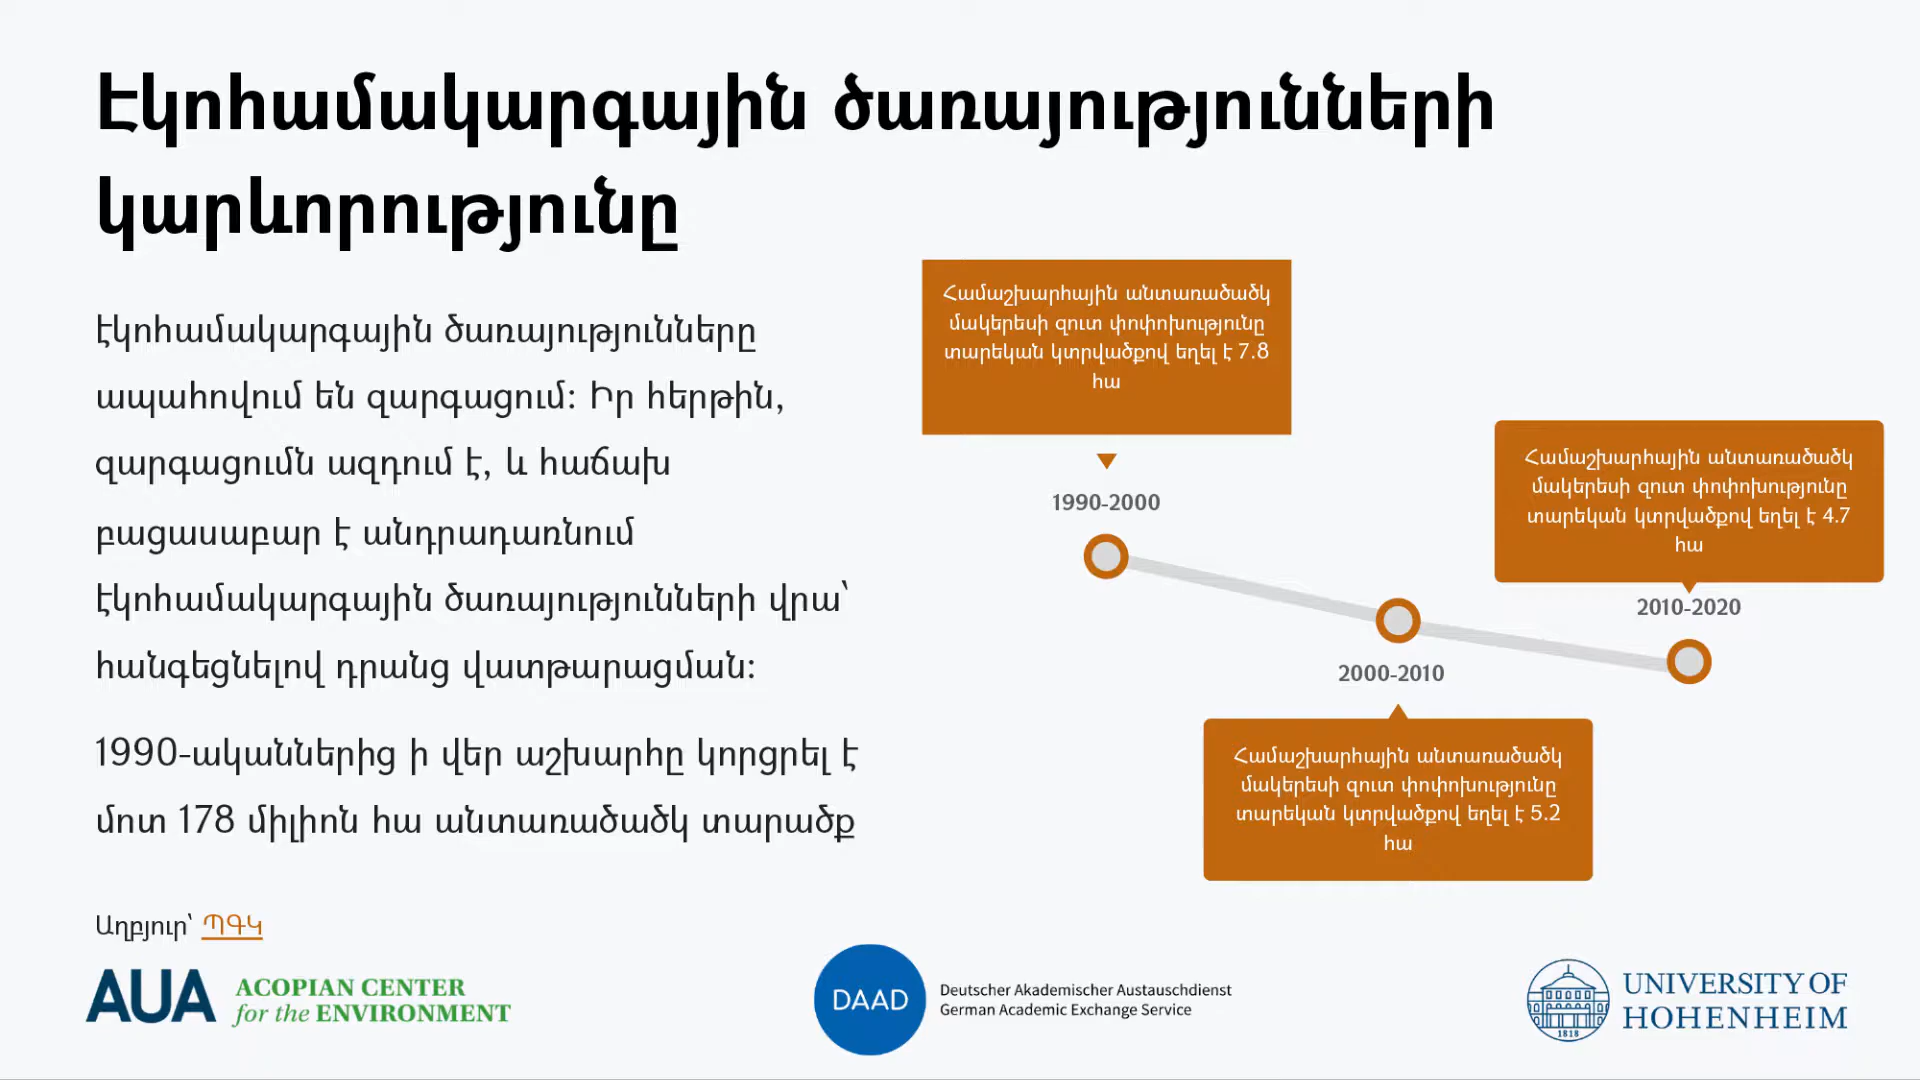 Էկոհամակարգային ծառայությունների
կարևորությունը
էկոհամակարգային ծառայությունները
ապահովում են զարգացում: Իր հերթին,
զարգացումն ազդում է, և հաճախ
բացասաբար է անդրադառնում
էկոհամակարգային ծառայությունների վրա՝
հանգեցնելով դրանց վատթարացման:
1990-ականներից ի վեր աշխարհը կորցրել է
մոտ 178 միլիոն հա անտառածածկ տարածք
Համաշխարհային անտառածածկ
մակերեսի զուտ փոփոխությունը
տարեկան կտրվածքով եղել է 7.8
հա
1990-2000
Համաշխարհային անտառածածկ
մակերեսի զուտ փոփոխությունը
տարեկան կտրվածքով եղել է 4.7
հա
2010-2020
2000-2010
Համաշխարհային անտառածածկ
մակերեսի զուտ փոփոխությունը
տարեկան կտրվածքով եղել է 5.2
հա
Աղբյուր՝ ՊԳԿ
AUA ACOPIAN CENTER
for the ENVIRONMENT
DAAD
Deutscher Akademischer Austauschdienst
German Academic Exchange Service
1818
UNIVERSITY OF
HOHENHEIM